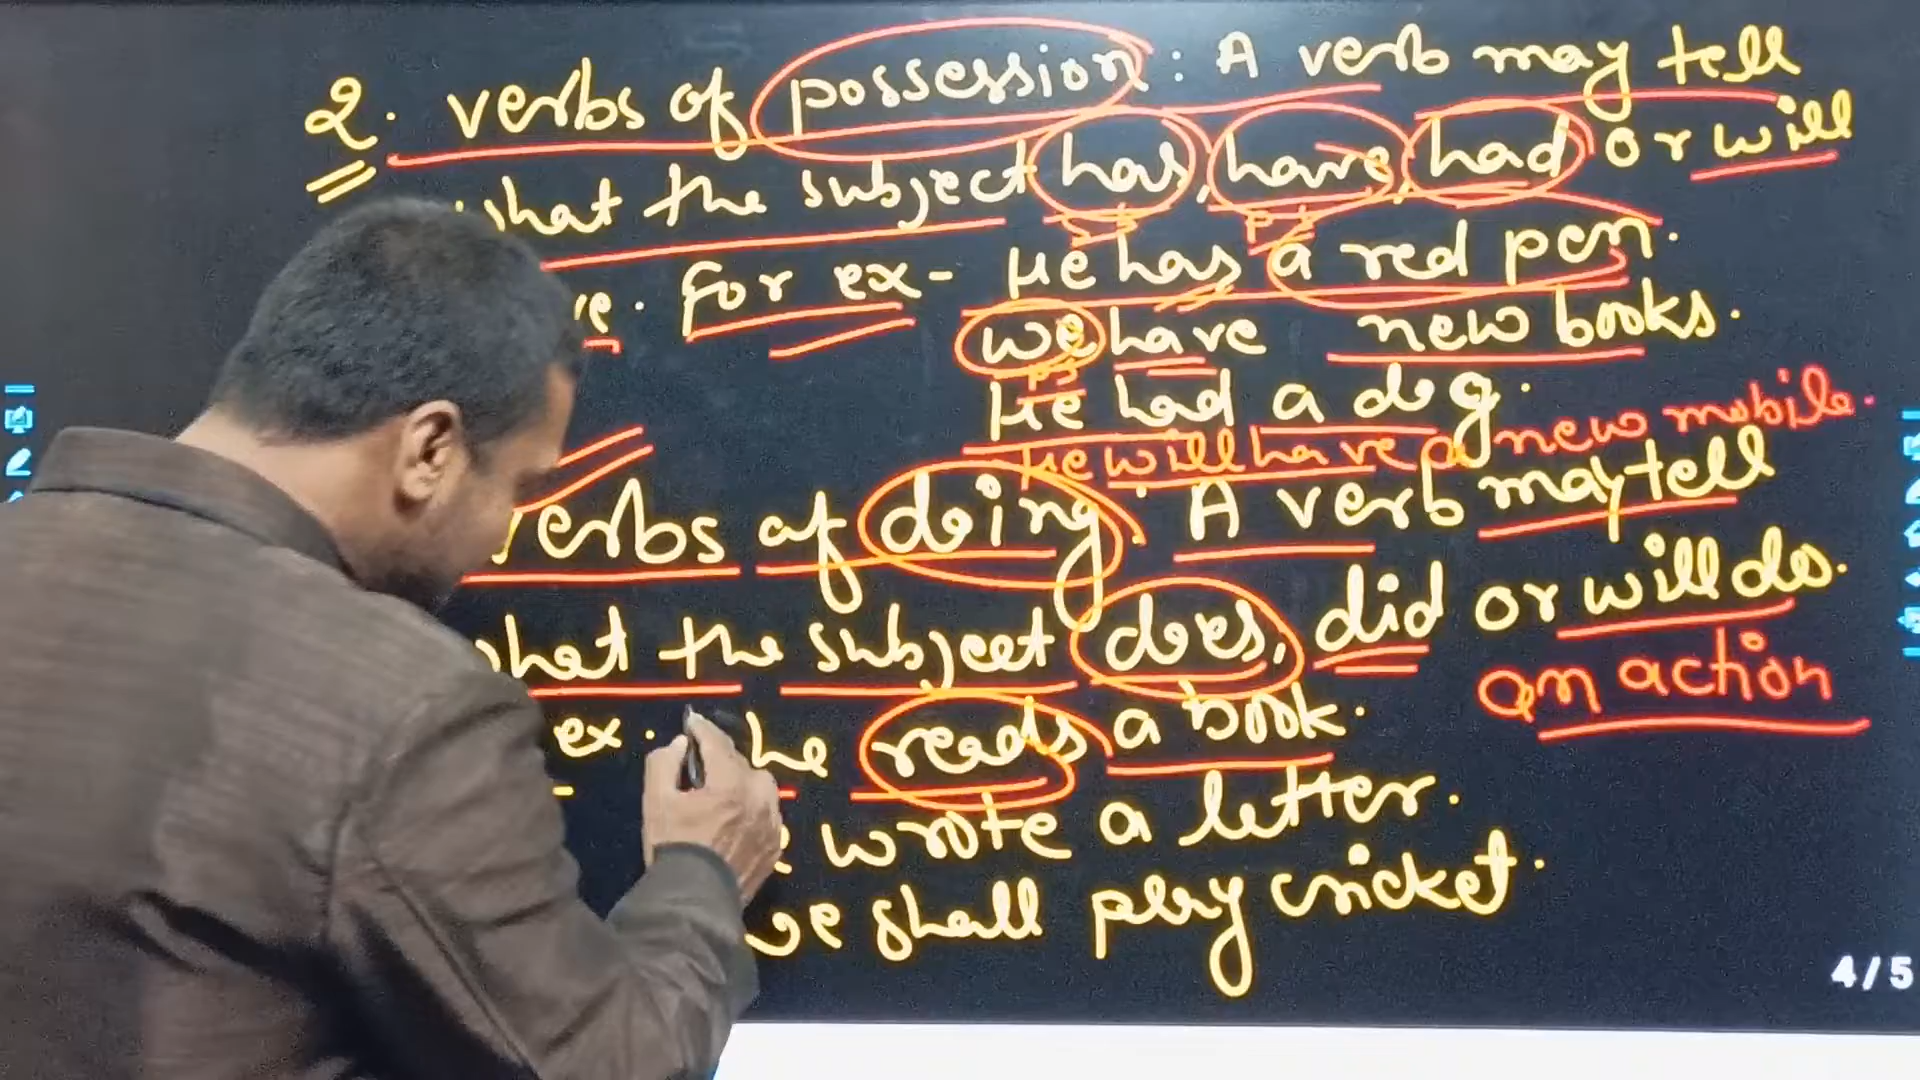 2. verbs of possession: A verb may tell
what the subject has, have, had or will
For ex- He has a red pen.
we have new books.
He had a dog.
He will have a new mobile.
verbs of doing A verb may tell
what the subject does, did or will do.
an action
ex. he reads a book.
wrote a letter.
we shall play cricket.
4/5